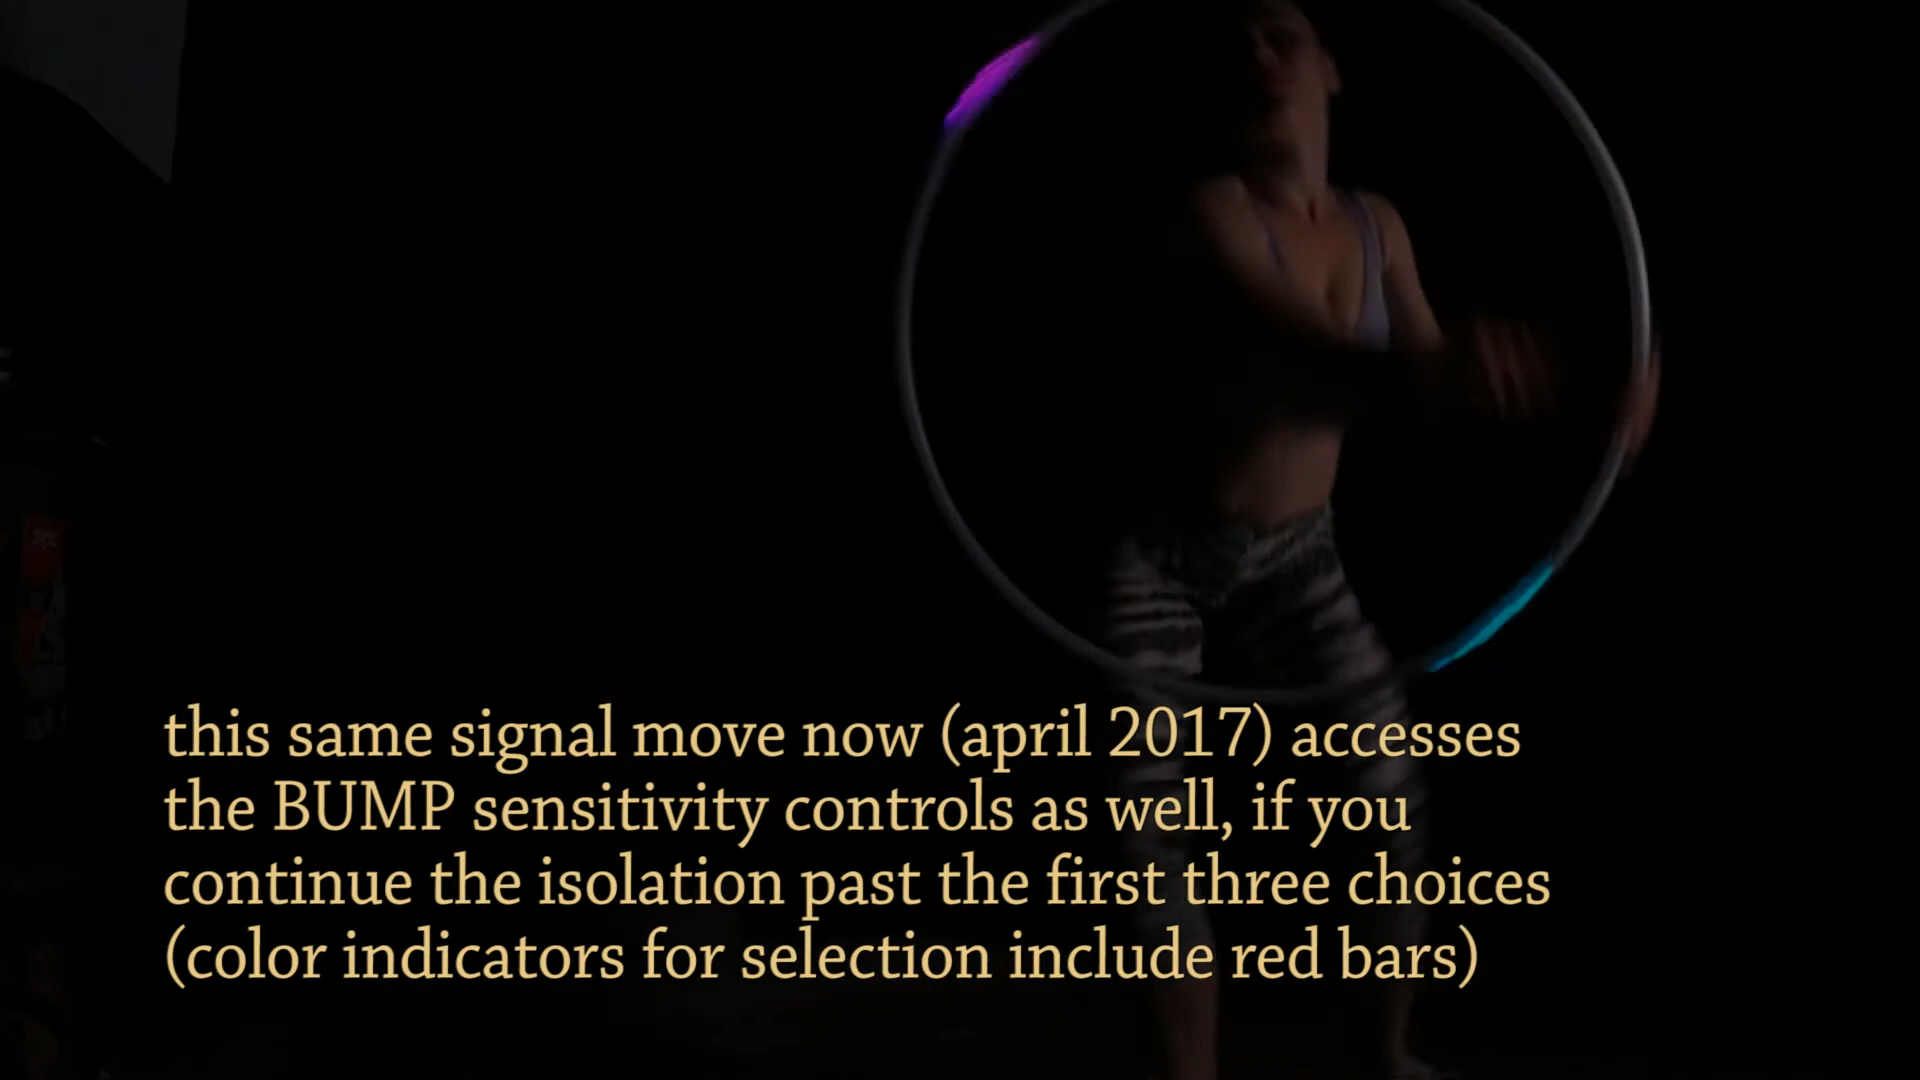 this same signal move now (april 2017) accesses
the BUMP sensitivity controls as well, if you
continue the isolation past the first three choices
(color indicators for selection include red bars)